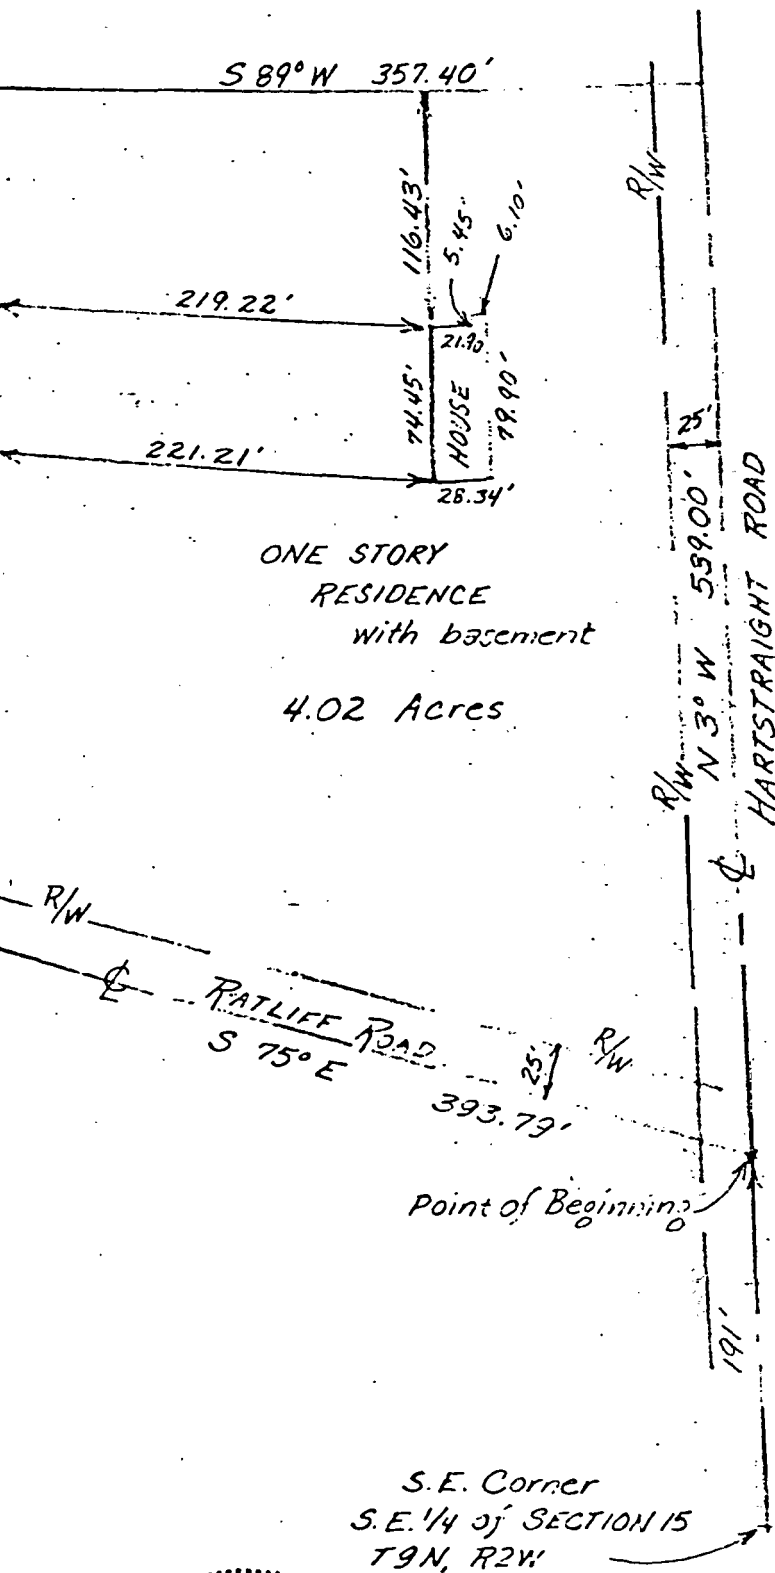 S 89° W 357.40'
R/W
116.43'
5.45'
6.10'
219.22'
21.90
25'
74.45'
HOUSE
79.90'
221.21'
28.34'
N 3° W 539.00'
HARTSTRAIGHT ROAD
ONE STORY
RESIDENCE
with basement
4.02 Acres
R/W
℄
R/W
℄
RATLIFF ROAD
S 75° E
25'
R/W
393.79'
Point of Beginning
191'
S.E. Corner
S.E. 1/4 of SECTION 15
T9N, R2W